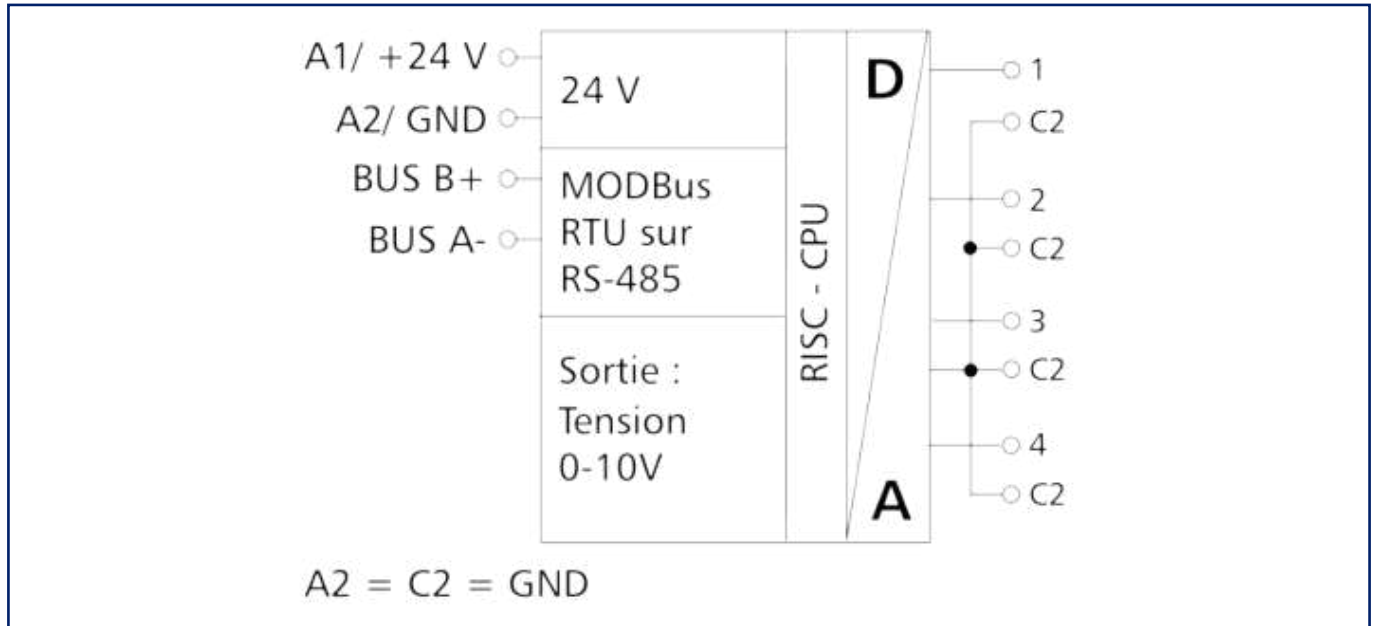 A1/ +24 V
A2/ GND
BUS B+
BUS A-
24 V
MODBus
RTU sur
RS-485
Sortie :
Tension
0-10V
RISC - CPU
D
A
1
C2
2
C2
3
C2
4
C2
A2 = C2 = GND